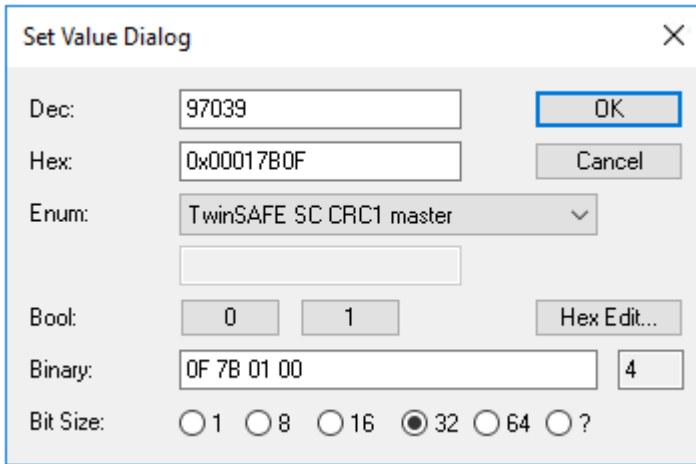 Set Value Dialog
Dec: 97039 OK
Hex: 0x00017B0F Cancel
Enum: TwinSAFE SC CRC1 master
Bool: 0 1 Hex Edit...
Binary: 0F 7B 01 00 4
Bit Size: 1 8 16 32 64 ?